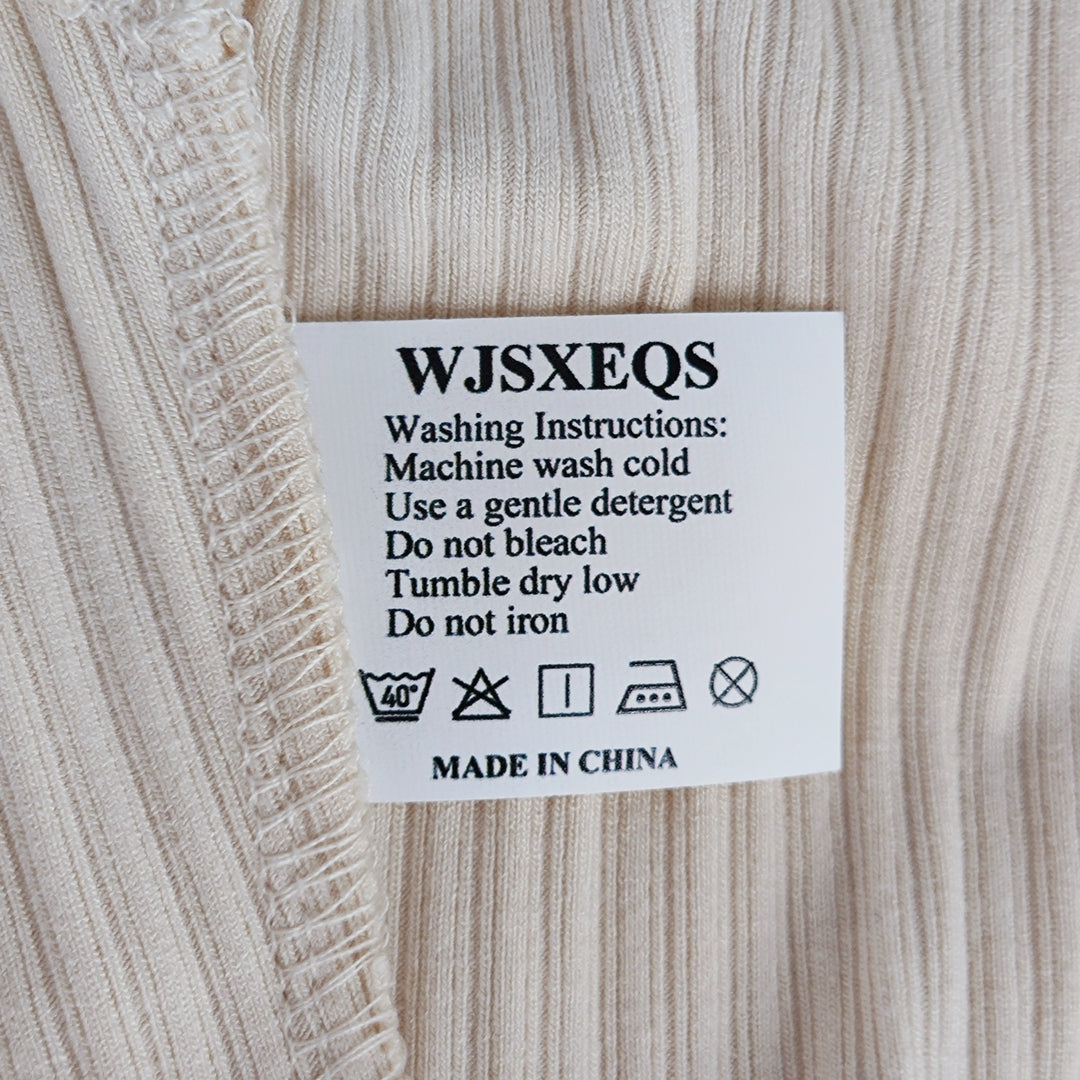 WJSXEQS
Washing Instructions:
Machine wash cold
Use a gentle detergent
Do not bleach
Tumble dry low
Do not iron
40°
MADE IN CHINA